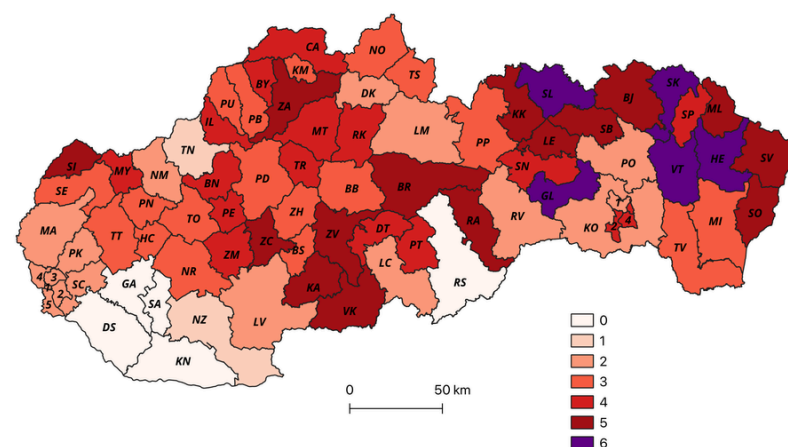 CA
NO
KM
TS
BY
ZA
DK
PU
PB
IL
MT
RK
LM
PP
KK
SL
BJ
SK
SP
ML
LE
SB
SN
PO
VT
HE
SV
GL
TN
SI
MY
NM
SE
BN
PD
TR
BB
BR
RV
KO
1
2
4
MI
SO
TV
PN
TO
PE
ZH
ZV
DT
PT
RA
MA
TT
HC
ZM
ZC
BS
LC
RS
PK
NR
KA
VK
4
3
1
2
5
SC
GA
SA
DS
NZ
KN
LV
0
50 km
0
1
2
3
4
5
6